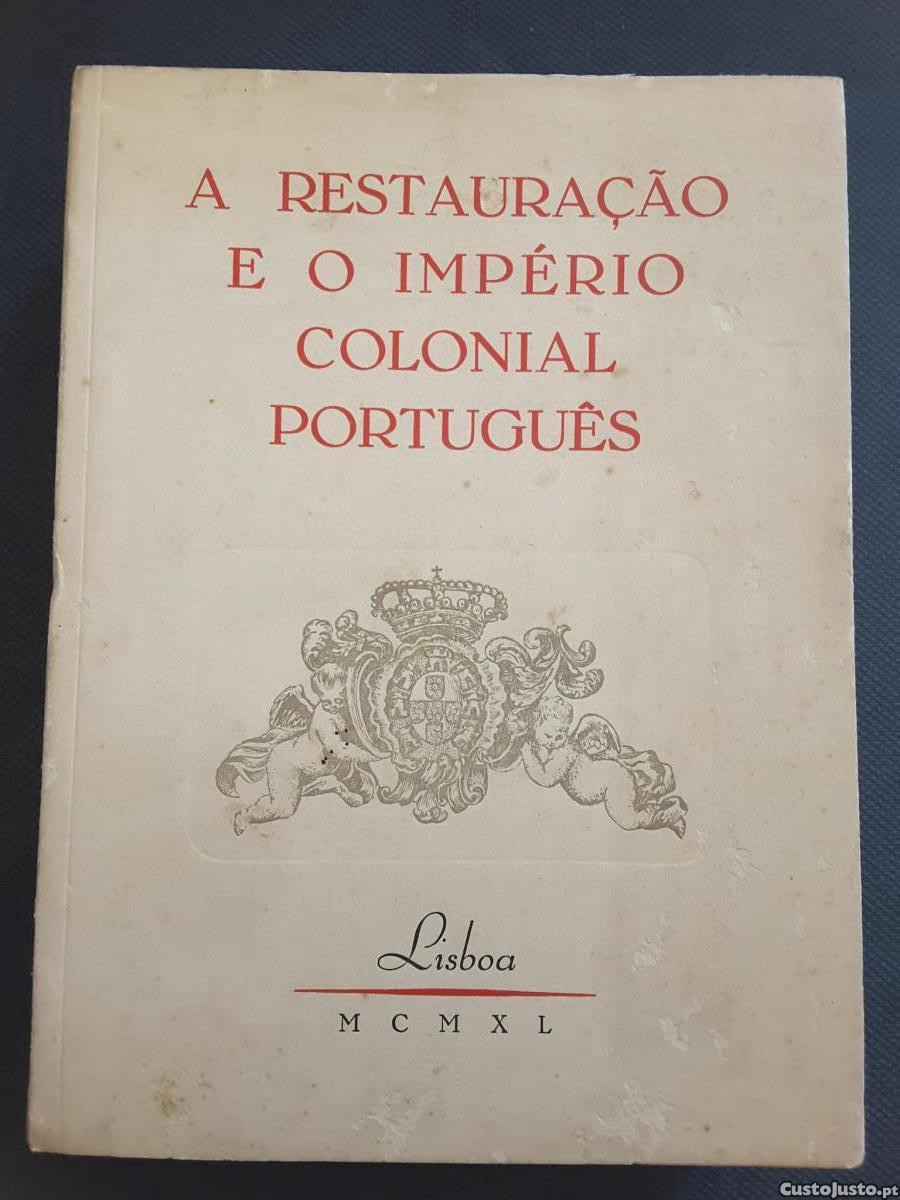 A RESTAURAÇÃO
E O IMPÉRIO
COLONIAL
PORTUGUÊS
Lisboa
MCMXL
CustoJusto.pt